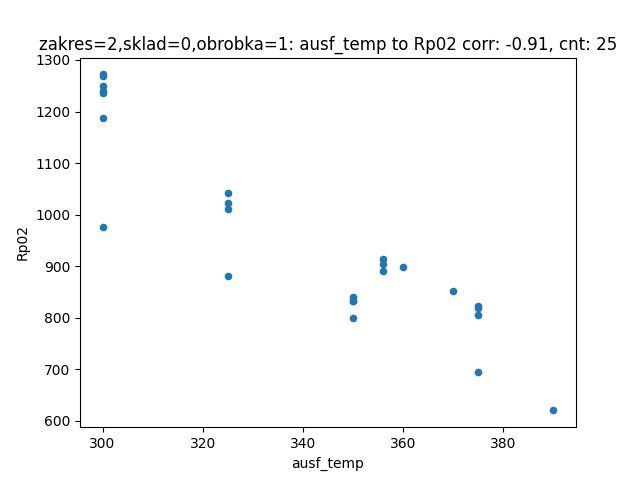 zakres=2,sklad=0,obrobka=1: ausf_temp to Rp02 corr: -0.91, cnt: 25
1300
1200
1100
1000
900
800
700
600
Rp02
300 320 340 360 380
ausf_temp